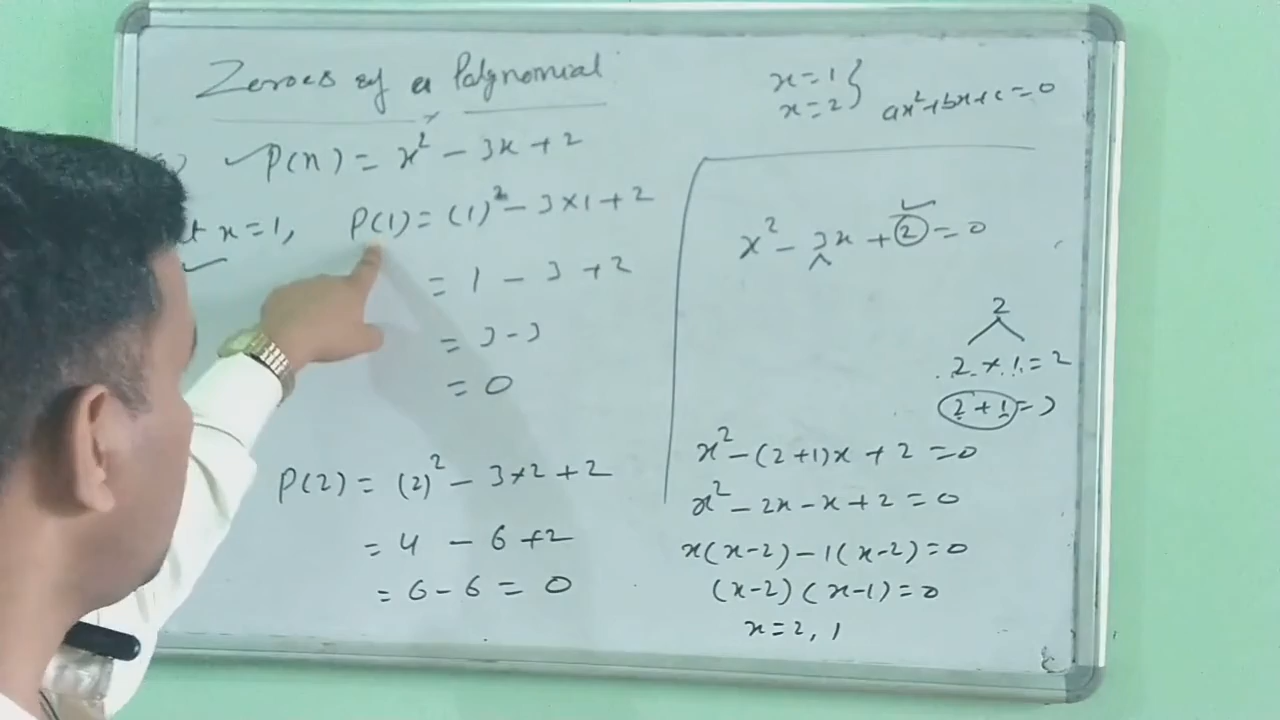 Zeroes of a Polynomial
P(x) = x² - 3x + 2
x = 1, P(1) = (1)² - 3×1 + 2
= 1 - 3 + 2
= 3 - 3
= 0
P(2) = (2)² - 3×2 + 2
= 4 - 6 + 2
= 6 - 6 = 0
x = 1 }
x = 2 }
ax² + bx + c = 0
x² - 3x + 2 = 0
2
2 × 1 = 2
2 + 1 = 3
x² - (2+1)x + 2 = 0
x² - 2x - x + 2 = 0
x(x-2) - 1(x-2) = 0
(x-2)(x-1) = 0
x = 2, 1